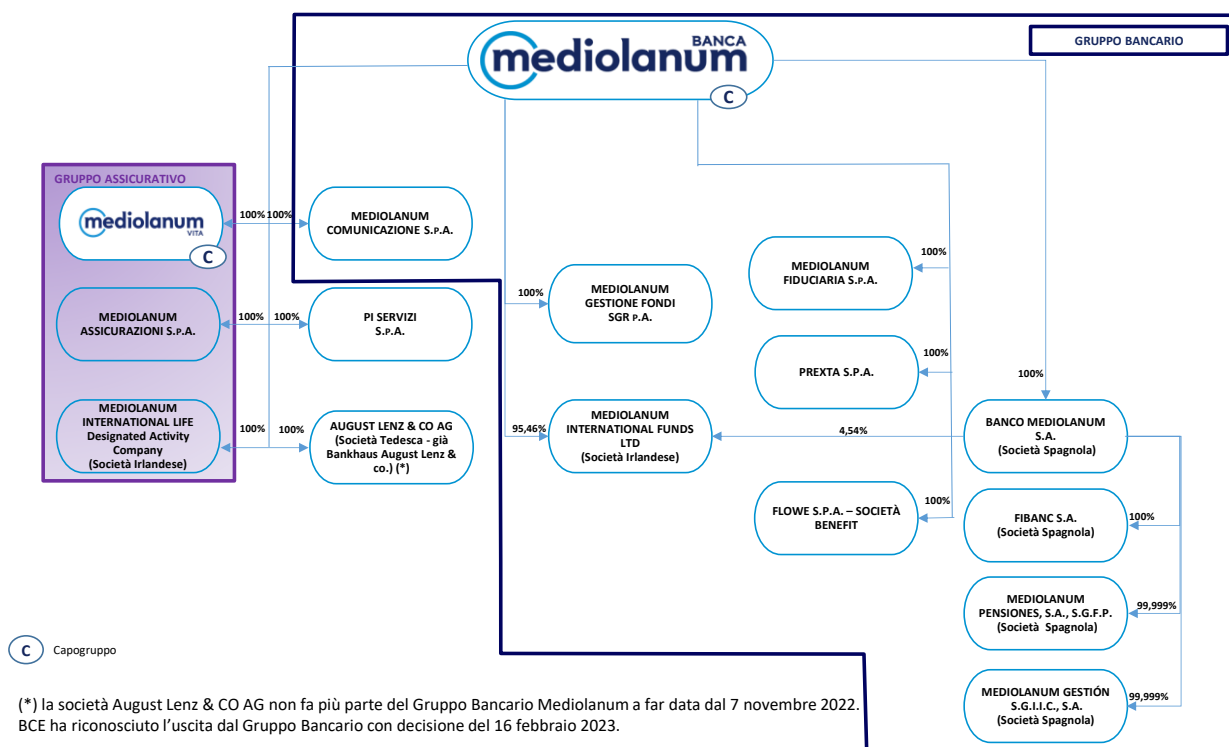 BANCA
mediolanum
C
GRUPPO BANCARIO
GRUPPO ASSICURATIVO
mediolanum
VITA
C
100%
100%
MEDIOLANUM
COMUNICAZIONE S.P.A.
MEDIOLANUM
ASSICURAZIONI S.P.A.
100%
100%
PI SERVIZI
S.P.A.
MEDIOLANUM
INTERNATIONAL LIFE
Designated Activity
Company
(Società Irlandese)
100%
100%
AUGUST LENZ & CO AG
(Società Tedesca - già
Bankhaus August Lenz &
co.) (*)
100%
MEDIOLANUM
GESTIONE FONDI
SGR P.A.
95,46%
MEDIOLANUM
INTERNATIONAL FUNDS
LTD
(Società Irlandese)
4,54%
MEDIOLANUM
FIDUCIARIA S.P.A.
100%
PREXTA S.P.A.
100%
FLOWE S.P.A. – SOCIETÀ
BENEFIT
100%
100%
BANCO MEDIOLANUM
S.A.
(Società Spagnola)
FIBANC S.A.
(Società Spagnola)
100%
MEDIOLANUM
PENSIONES, S.A., S.G.F.P.
(Società Spagnola)
99,999%
MEDIOLANUM GESTIÓN
S.G.I.I.C., S.A.
(Società Spagnola)
99,999%
C
Capogruppo
(*) la società August Lenz & CO AG non fa più parte del Gruppo Bancario Mediolanum a far data dal 7 novembre 2022.
BCE ha riconosciuto l’uscita dal Gruppo Bancario con decisione del 16 febbraio 2023.